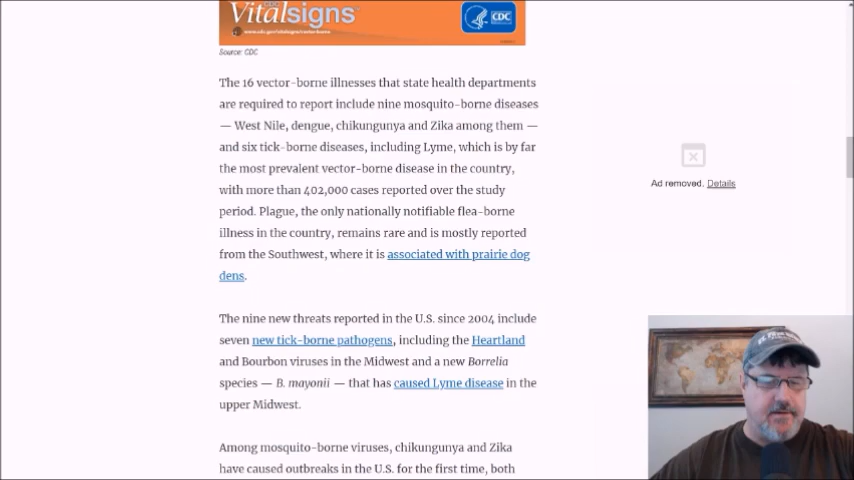 Vitalsigns™
www.cdc.gov/vitalsigns/vector-borne
CDC
Source: CDC
The 16 vector-borne illnesses that state health departments
are required to report include nine mosquito-borne diseases
— West Nile, dengue, chikungunya and Zika among them —
and six tick-borne diseases, including Lyme, which is by far
the most prevalent vector-borne disease in the country,
with more than 402,000 cases reported over the study
period. Plague, the only nationally notifiable flea-borne
illness in the country, remains rare and is mostly reported
from the Southwest, where it is associated with prairie dog
dens.
Ad removed. Details
The nine new threats reported in the U.S. since 2004 include
seven new tick-borne pathogens, including the Heartland
and Bourbon viruses in the Midwest and a new Borrelia
species — B. mayonii — that has caused Lyme disease in the
upper Midwest.
Among mosquito-borne viruses, chikungunya and Zika
have caused outbreaks in the U.S. for the first time, both